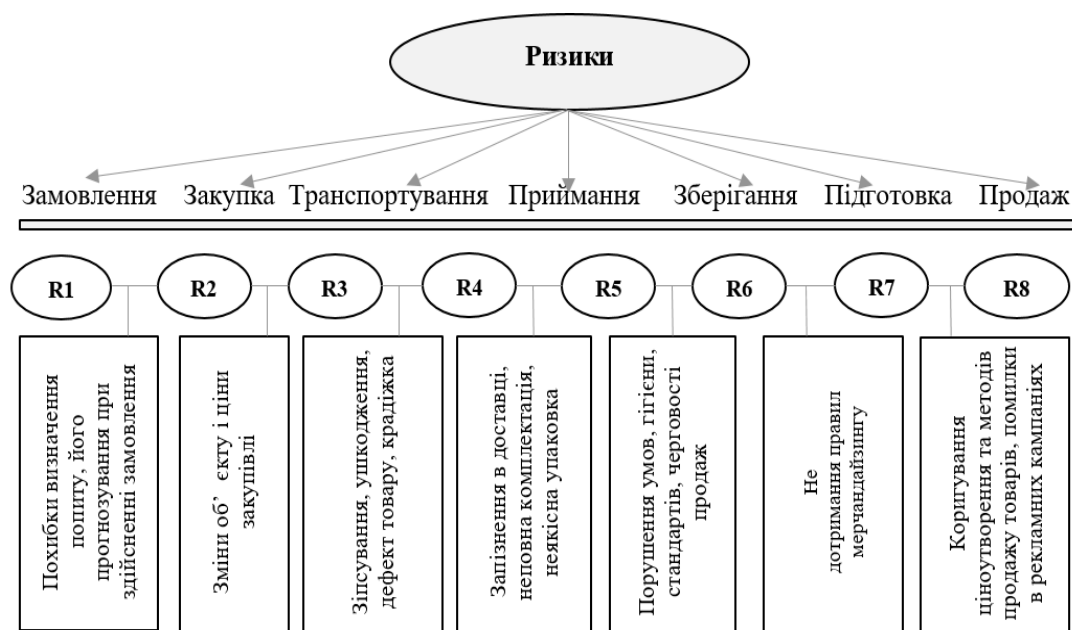 Ризики
Замовлення Закупка Транспортування Приймання Зберігання Підготовка Продаж
R1 R2 R3 R4 R5 R6 R7 R8
Похибки визначення
попиту, його
прогнозування при
здійсненні замовлення
Зміни об’ єкту і ціни
закупівлі
Зіпсування, ушкодження,
дефект товару, крадіжка
Запізнення в доставці,
неповна комплектація,
неякісна упаковка
Порушення умов, гігієни,
стандартів, черговості
продаж
Не
дотримання правил
мерчандайзингу
Коригування
ціноутворення та методів
продажу товарів, помилки
в рекламних кампаніях